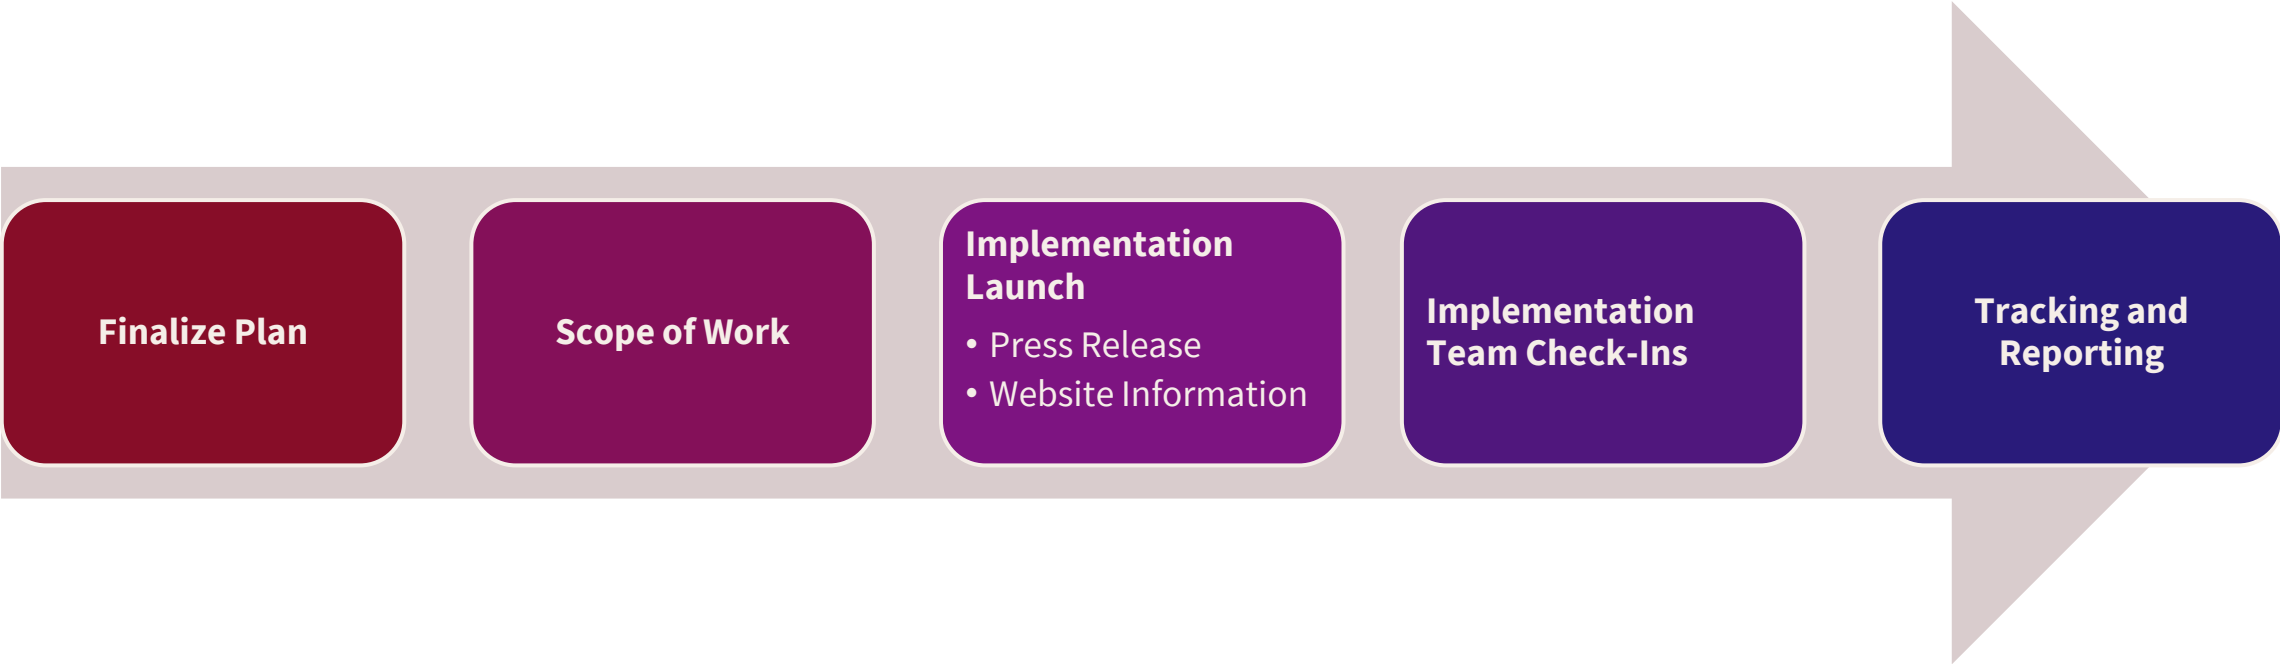 Finalize Plan
Scope of Work
Implementation
Launch
• Press Release
• Website Information
Implementation
Team Check-Ins
Tracking and
Reporting